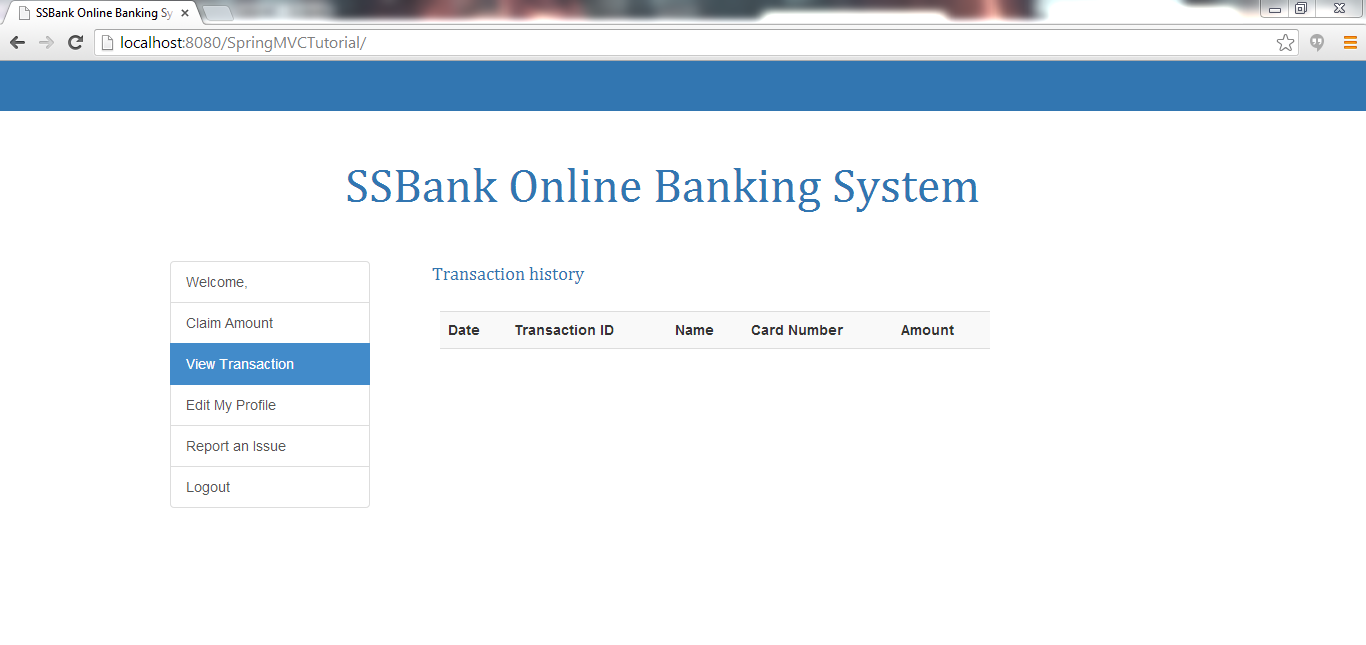 SSBank Online Banking Sy
localhost:8080/SpringMVCTutorial/
SSBank Online Banking System
Welcome,
Claim Amount
View Transaction
Edit My Profile
Report an Issue
Logout
Transaction history
Date Transaction ID Name Card Number Amount